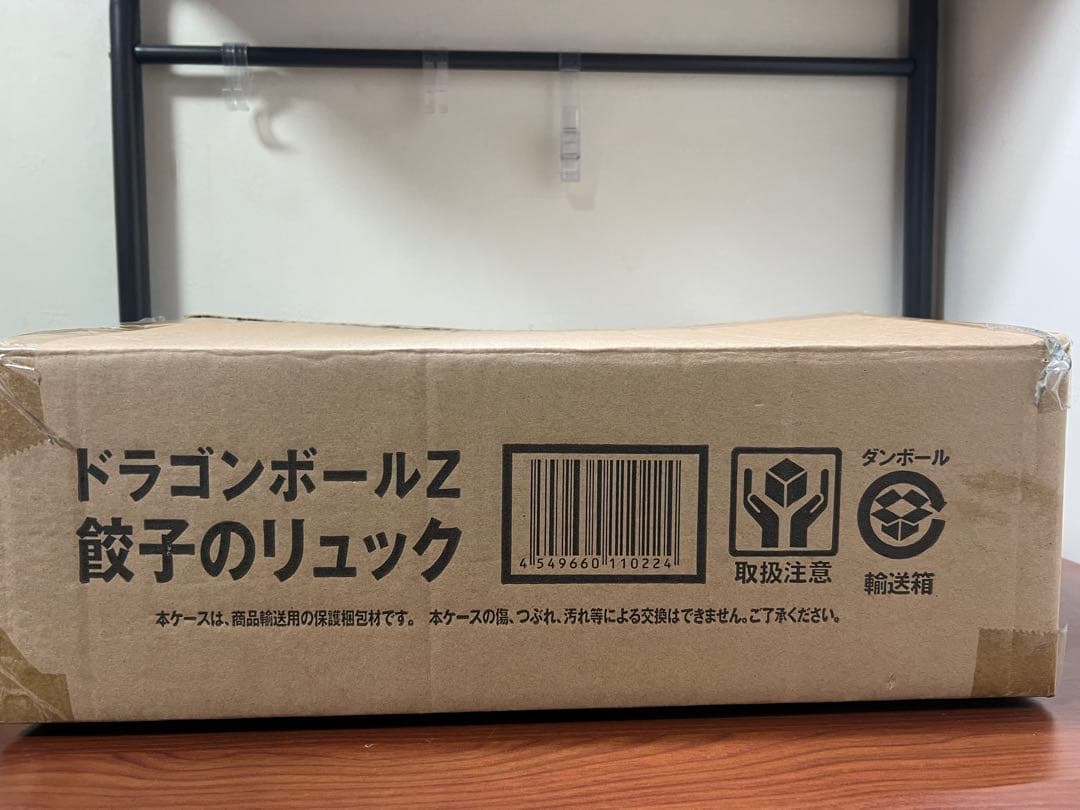 ドラゴンボールZ
餃子のリュック
4 549660 110224
取扱注意
ダンボール
輸送箱
本ケースは、商品輸送用の保護梱包材です。 本ケースの傷、つぶれ、汚れ等による交換はできません。ご了承ください。